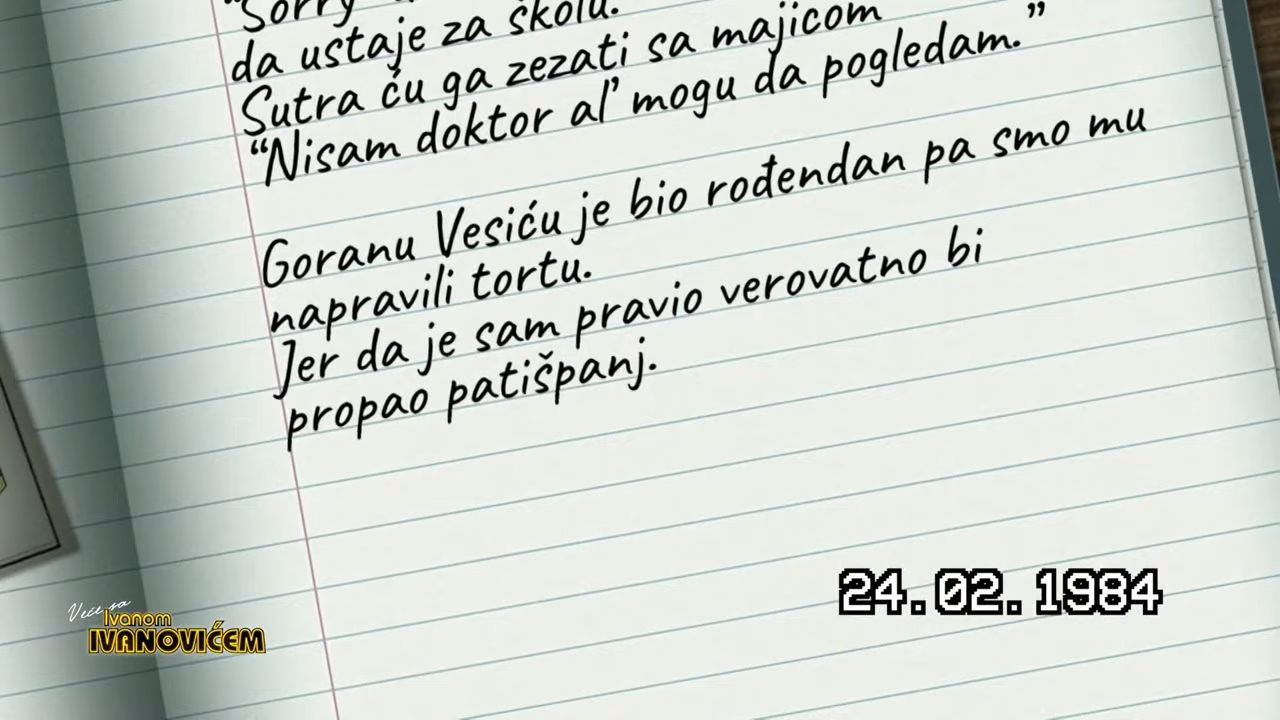 “Sorry
da ustaje za školu.
Sutra ću ga zezati sa majicom
“Nisam doktor al’ mogu da pogledam.”
Goranu Vesiću je bio rođendan pa smo mu
napravili tortu.
Jer da je sam pravio verovatno bi
propao patišpanj.
24.02.1984
Veče sa
Ivanom
IVANOVIĆEM